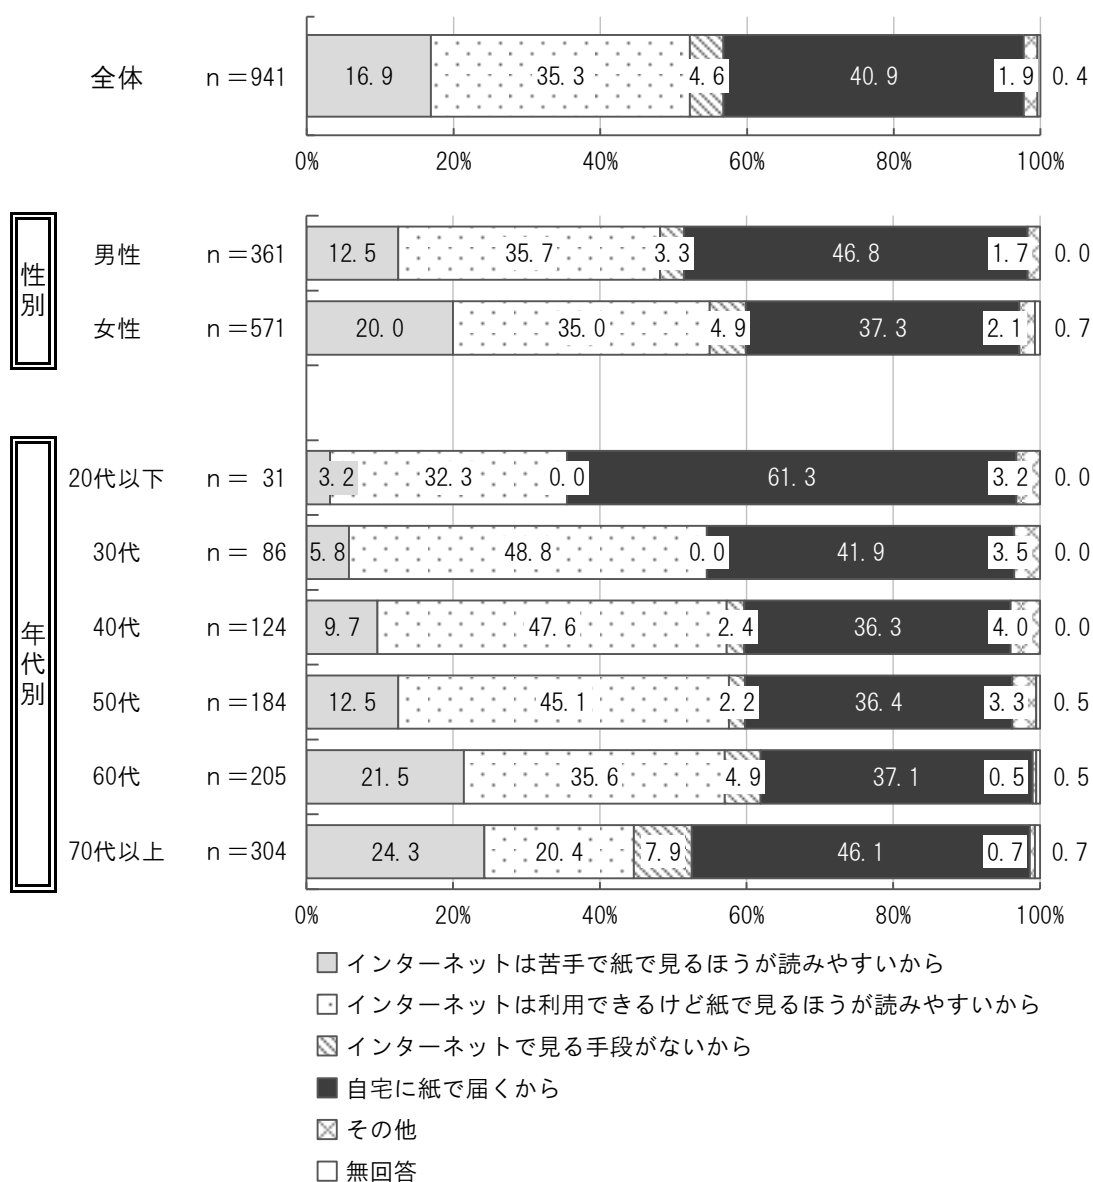 全体 n＝941 16.9 35.3 4.6 40.9 1.9 0.4
0% 20% 40% 60% 80% 100%
性別
男性 n＝361 12.5 35.7 3.3 46.8 1.7 0.0
女性 n＝571 20.0 35.0 4.9 37.3 2.1 0.7
年代別
20代以下 n＝ 31 3.2 32.3 0.0 61.3 3.2 0.0
30代 n＝ 86 5.8 48.8 0.0 41.9 3.5 0.0
40代 n＝124 9.7 47.6 2.4 36.3 4.0 0.0
50代 n＝184 12.5 45.1 2.2 36.4 3.3 0.5
60代 n＝205 21.5 35.6 4.9 37.1 0.5 0.5
70代以上 n＝304 24.3 20.4 7.9 46.1 0.7 0.7
0% 20% 40% 60% 80% 100%
インターネットは苦手で紙で見るほうが読みやすいから
インターネットは利用できるけど紙で見るほうが読みやすいから
インターネットで見る手段がないから
自宅に紙で届くから
その他
無回答